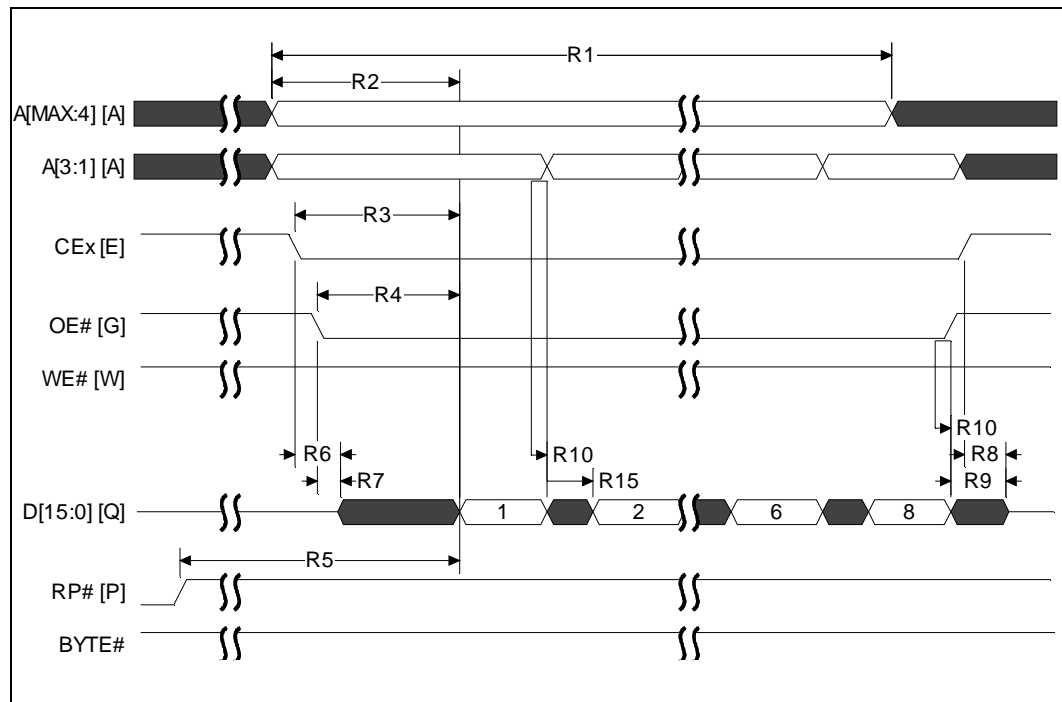 R1
R2
A[MAX:4] [A]
A[3:1] [A]
R3
CEx [E]
R4
OE# [G]
WE# [W]
R10
R6
R10
R8
R7
R15
R9
D[15:0] [Q]
1
2
6
8
R5
RP# [P]
BYTE#